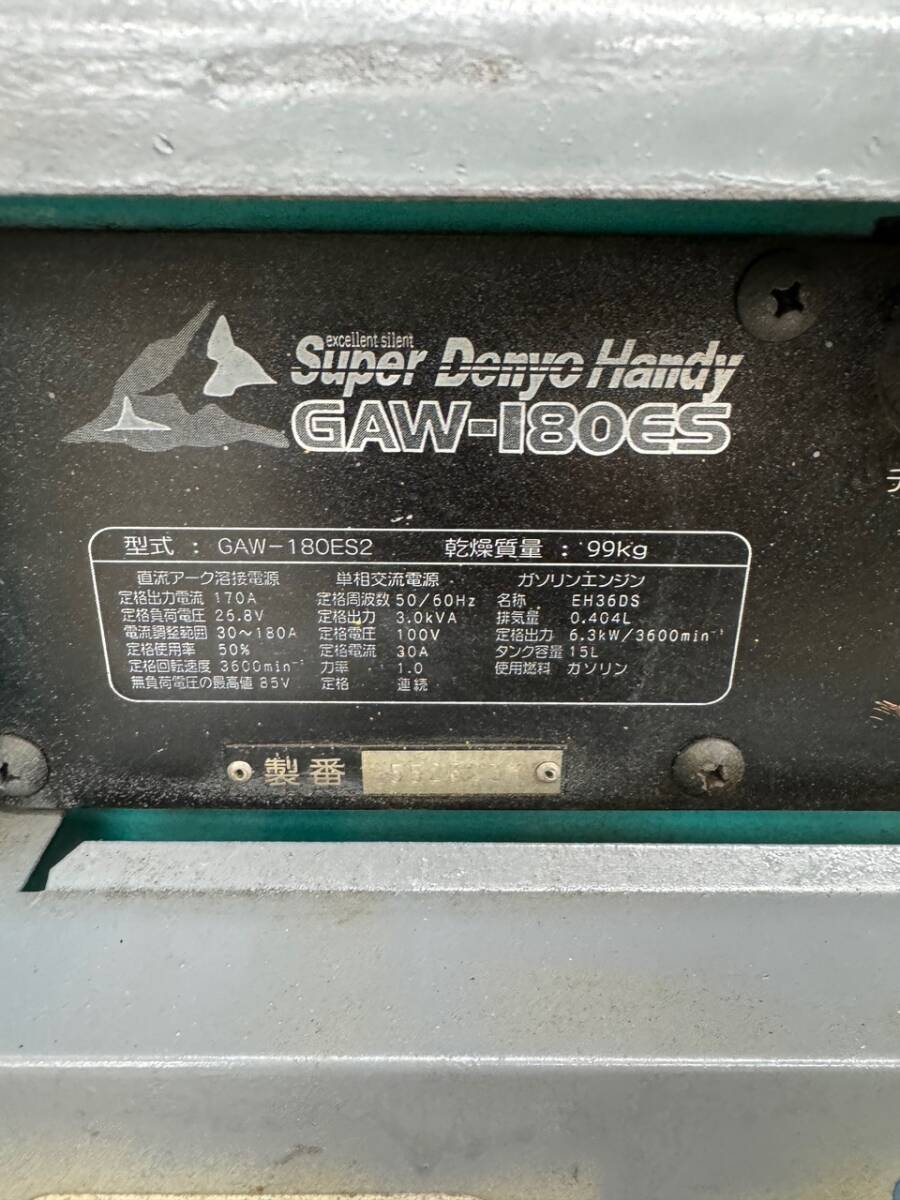 excellent silent
Super Denyo Handy
GAW-180ES
型式 : GAW-180ES2 乾燥質量 : 99kg
直流アーク溶接電源 単相交流電源 ガソリンエンジン
定格出力電流 170A 定格周波数 50/60Hz 名称 EH36DS
定格負荷電圧 26.8V 定格出力 3.0kVA 排気量 0.404L
電流調整範囲 30〜180A 定格電圧 100V 定格出力 6.3kW/3600min⁻¹
定格使用率 50% 定格電流 30A タンク容量 15L
定格回転速度 3600min⁻¹ 力率 1.0 使用燃料 ガソリン
無負荷電圧の最高値 85V 定格 連続
製番